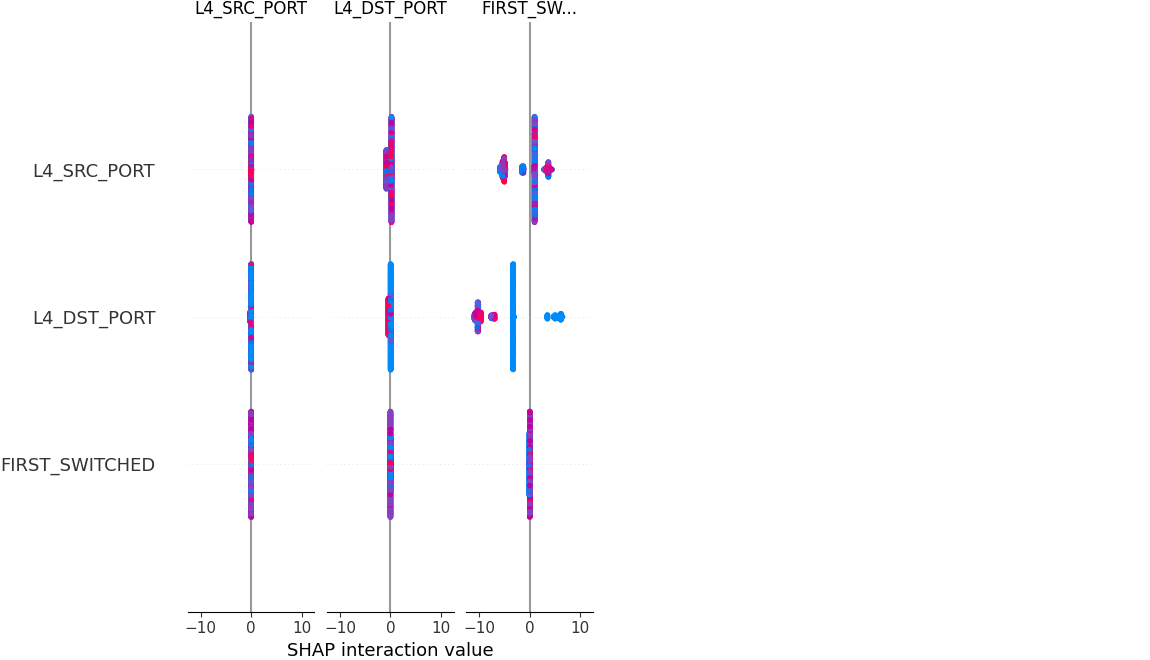 L4_SRC_PORT L4_DST_PORT FIRST_SW...
L4_SRC_PORT
L4_DST_PORT
FIRST_SWITCHED
−10 0 10 −10 0 10 −10 0 10
SHAP interaction value